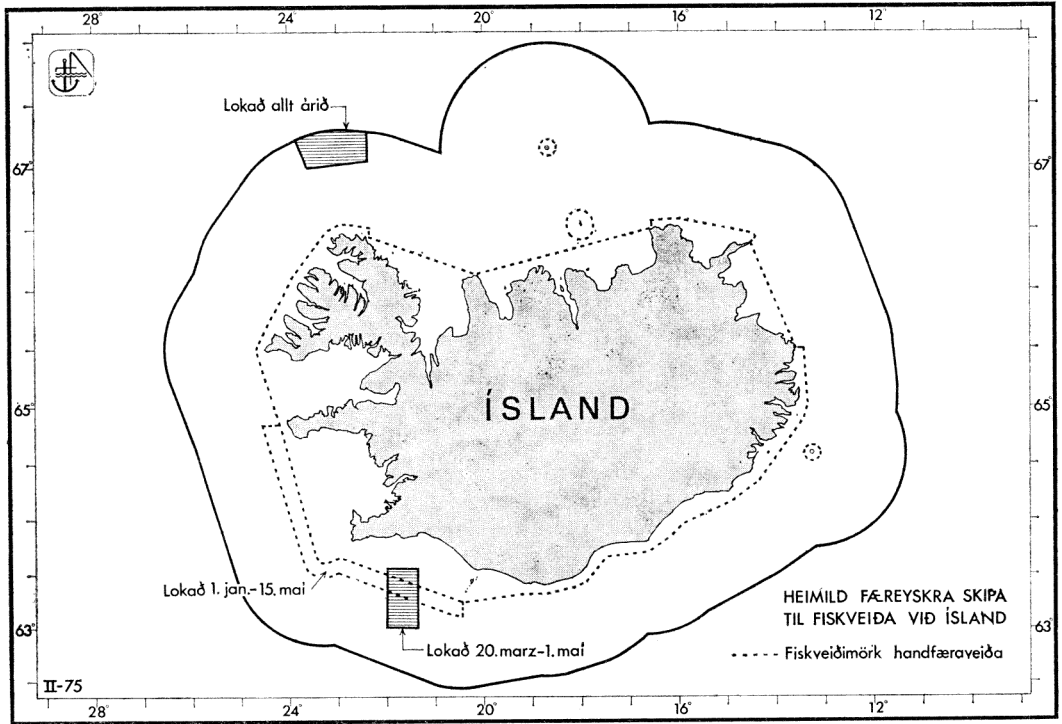 28° 24° 20° 16° 12°
Lokað allt árið
67° 67°
ÍSLAND
65° 65°
Lokað 1. jan.-15. maí
HEIMILD FÆREYSKRA SKIPA
TIL FISKVEIÐA VIÐ ÍSLAND
63° 63°
Lokað 20. marz-1. maí
Fiskveiðimörk handfæraveiða
II-75
28° 24° 20° 16° 12°